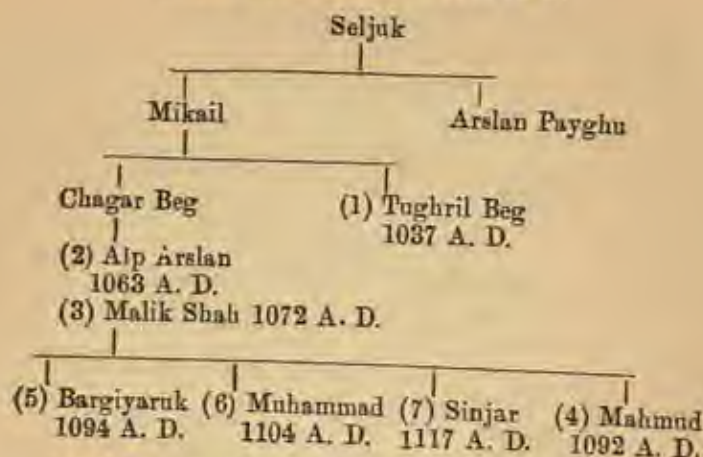 Seljuk
Mikail Arslan Payghu
Chagar Beg (1) Tughril Beg
1037 A. D.
(2) Alp Arslan
1063 A. D.
(3) Malik Shah 1072 A. D.
(5) Bargiyaruk (6) Muhammad (7) Sinjar (4) Mahmud
1094 A. D. 1104 A. D. 1117 A. D. 1092 A. D.